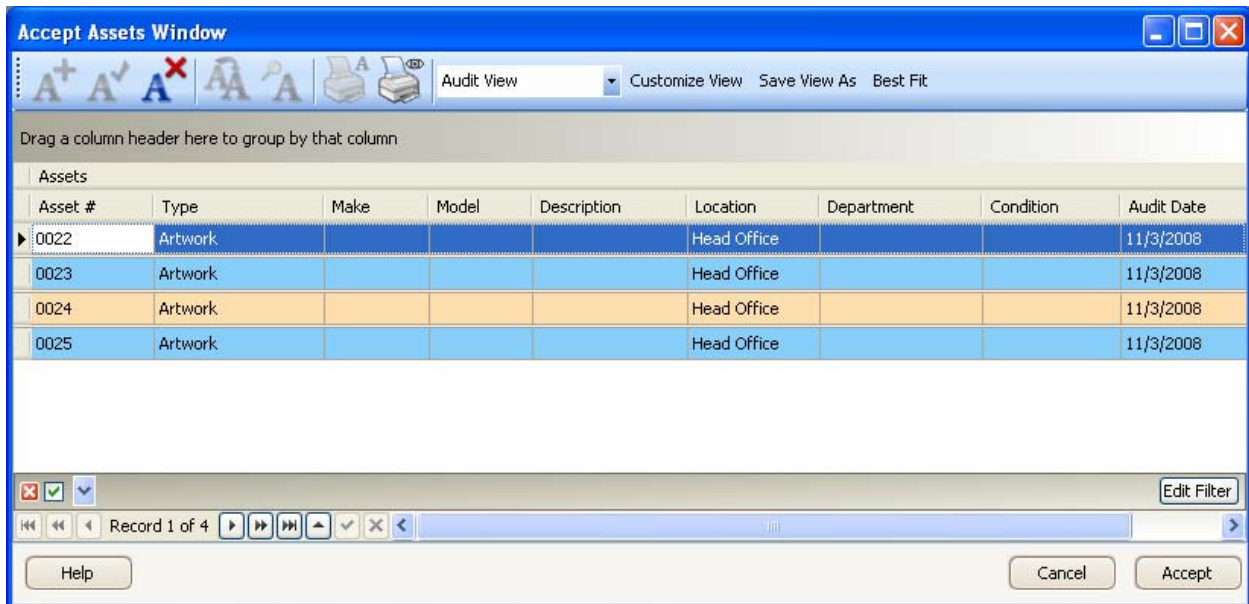 Accept Assets Window
Audit View Customize View Save View As Best Fit
Drag a column header here to group by that column
Assets
Asset # Type Make Model Description Location Department Condition Audit Date
0022 Artwork Head Office 11/3/2008
0023 Artwork Head Office 11/3/2008
0024 Artwork Head Office 11/3/2008
0025 Artwork Head Office 11/3/2008
Edit Filter
Record 1 of 4
Help Cancel Accept